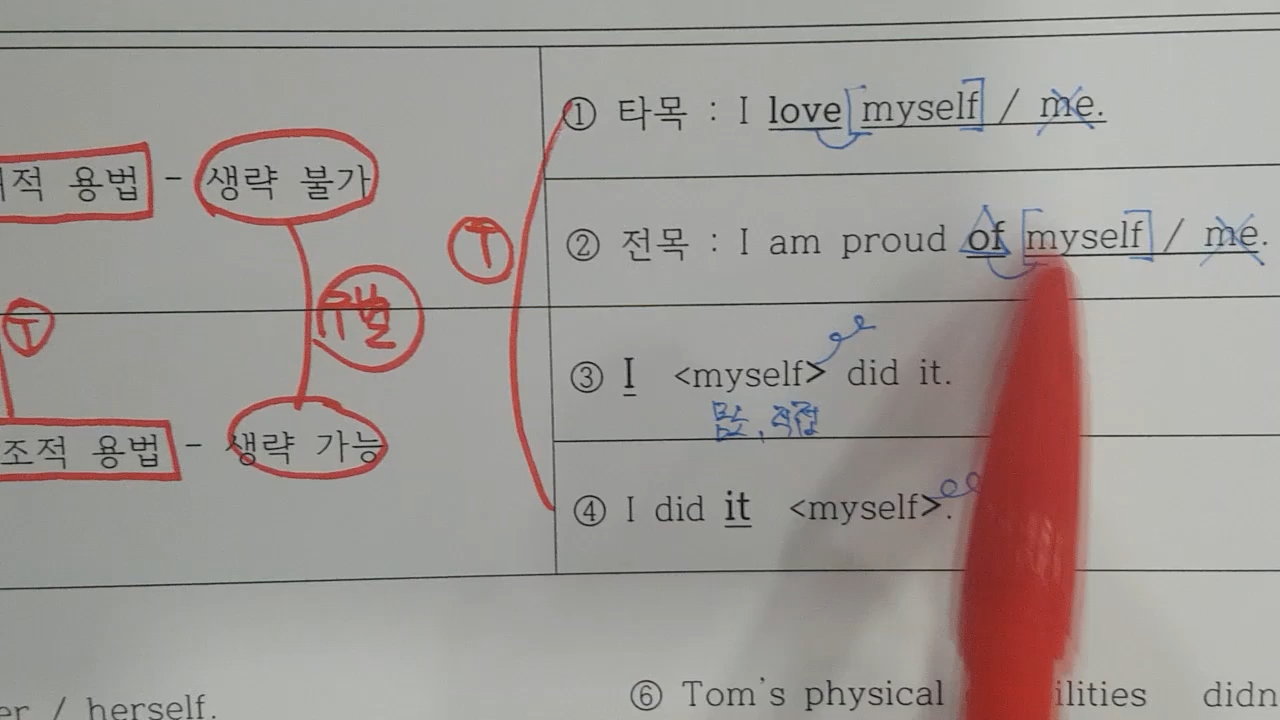 적 용법 - 생략 불가
조적 용법 - 생략 가능
T
구별
T
① 타목 : I love [myself] / me.
② 전목 : I am proud of [myself] / me.
③ I <myself> did it.
직접
④ I did it <myself>.
er / herself.
⑥ Tom's physical ilities didn